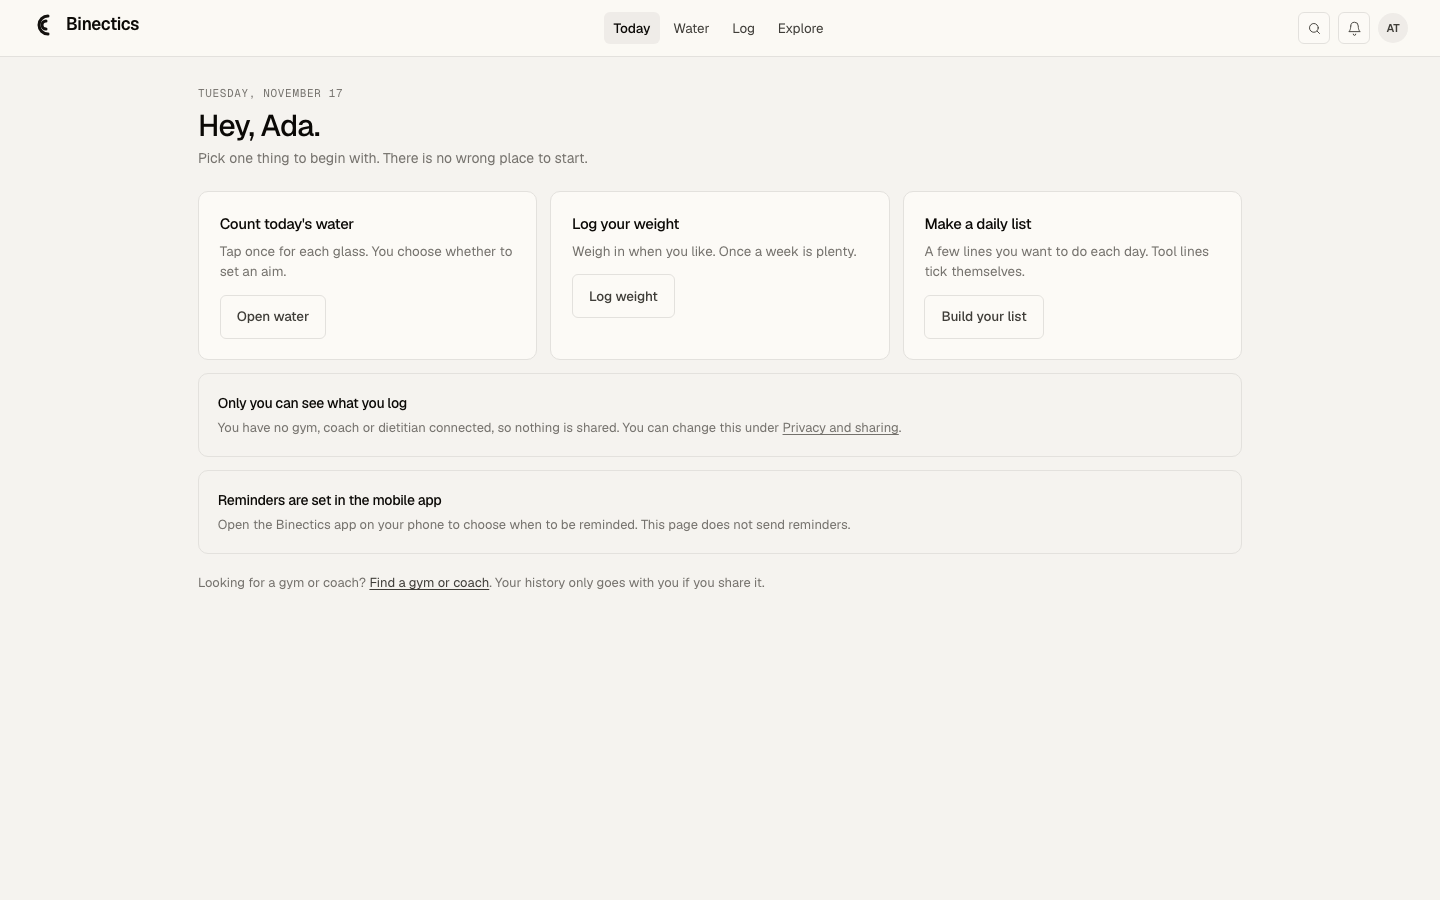 Binectics
Today
Water
Log
Explore
AT
TUESDAY, NOVEMBER 17
Hey, Ada.
Pick one thing to begin with. There is no wrong place to start.
Count today's water
Tap once for each glass. You choose whether to
set an aim.
Open water
Log your weight
Weigh in when you like. Once a week is plenty.
Log weight
Make a daily list
A few lines you want to do each day. Tool lines
tick themselves.
Build your list
Only you can see what you log
You have no gym, coach or dietitian connected, so nothing is shared. You can change this under Privacy and sharing.
Reminders are set in the mobile app
Open the Binectics app on your phone to choose when to be reminded. This page does not send reminders.
Looking for a gym or coach? Find a gym or coach. Your history only goes with you if you share it.